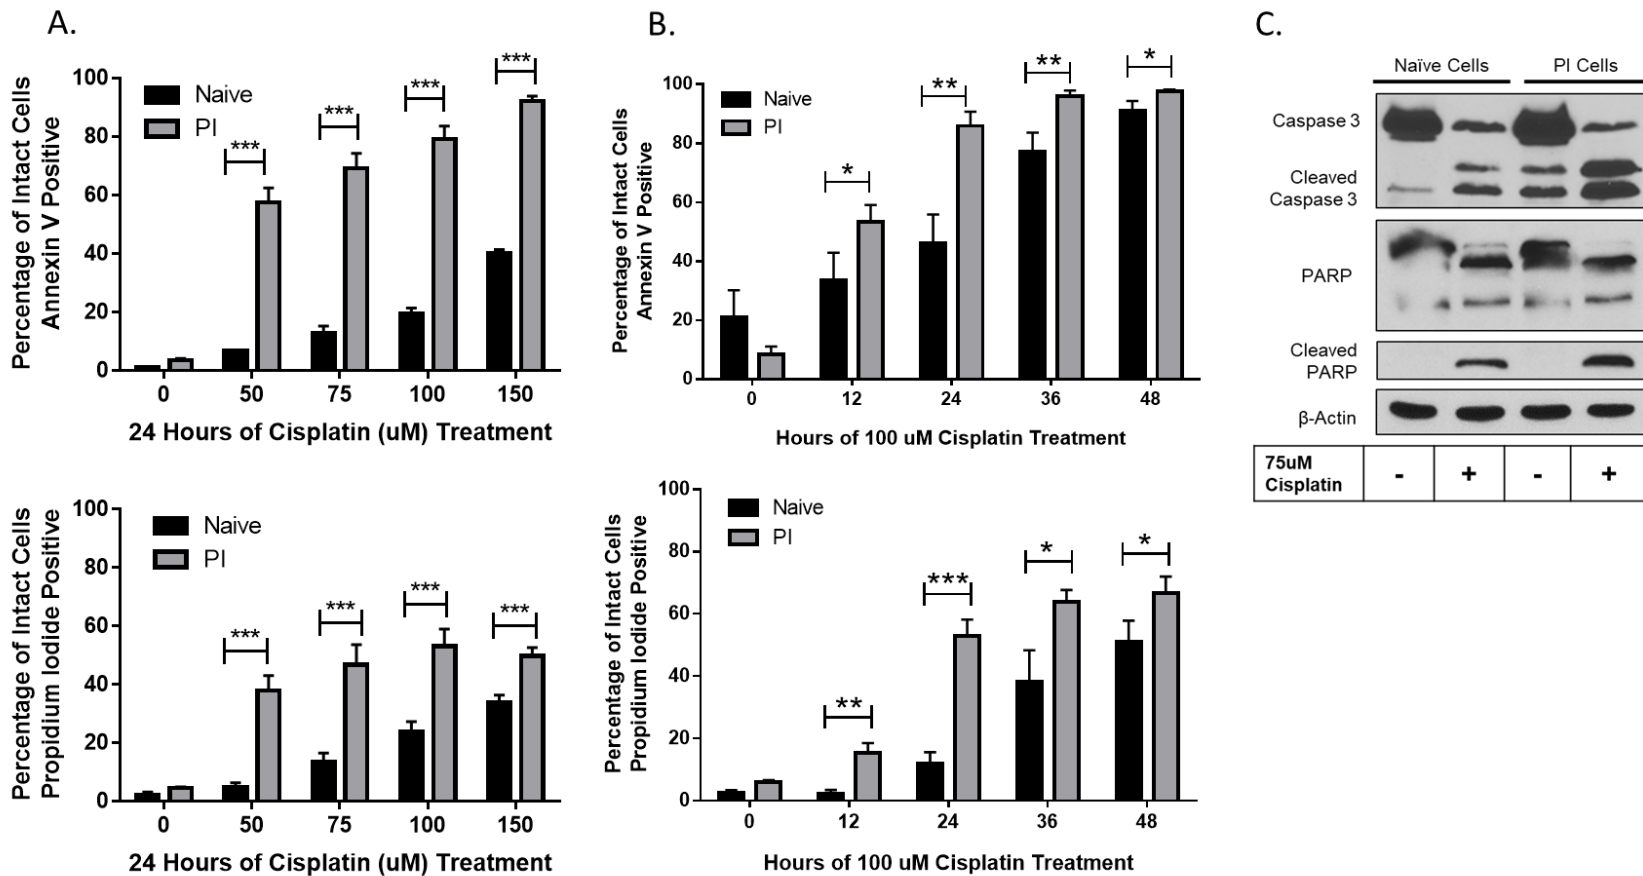 A.
***
***
***
***
100
80
60
40
20
0
Naive
PI
Percentage of Intact Cells
Annexin V Positive
0 50 75 100 150
24 Hours of Cisplatin (uM) Treatment
***
***
***
***
100
80
60
40
20
0
Naive
PI
Percentage of Intact Cells
Propidium Iodide Positive
0 50 75 100 150
24 Hours of Cisplatin (uM) Treatment
B.
*
**
**
*
100
80
60
40
20
0
Naive
PI
Percentage of Intact Cells
Annexin V Positive
0 12 24 36 48
Hours of 100 uM Cisplatin Treatment
**
***
*
*
100
80
60
40
20
0
Naive
PI
Percentage of Intact Cells
Propidium Iodide Positive
0 12 24 36 48
Hours of 100 uM Cisplatin Treatment
C.
Naïve Cells PI Cells
Caspase 3
Cleaved
Caspase 3
PARP
Cleaved
PARP
β-Actin
75uM
Cisplatin
- + - +